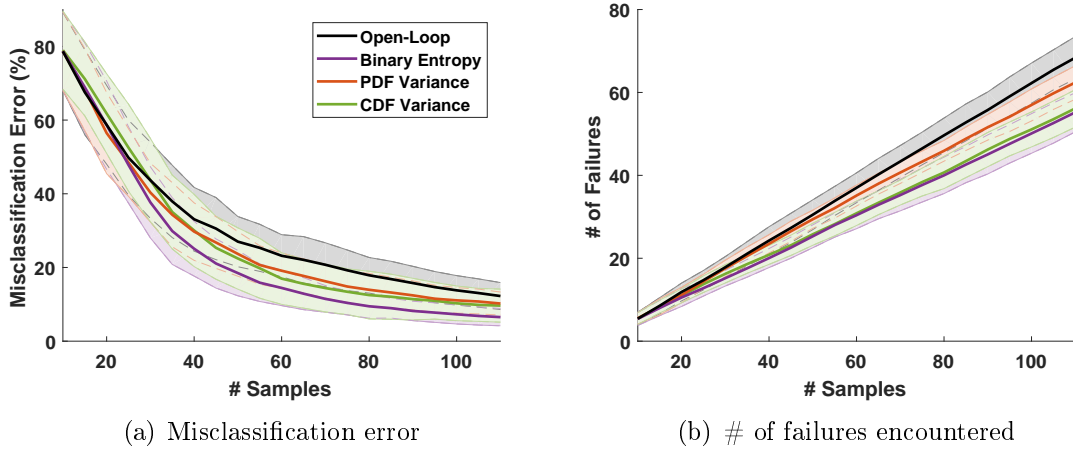 Misclassification Error (%)
80
60
40
20
0
Open-Loop
Binary Entropy
PDF Variance
CDF Variance
20 40 60 80 100
# Samples
(a) Misclassification error
# of Failures
80
60
40
20
0
20 40 60 80 100
# Samples
(b) # of failures encountered